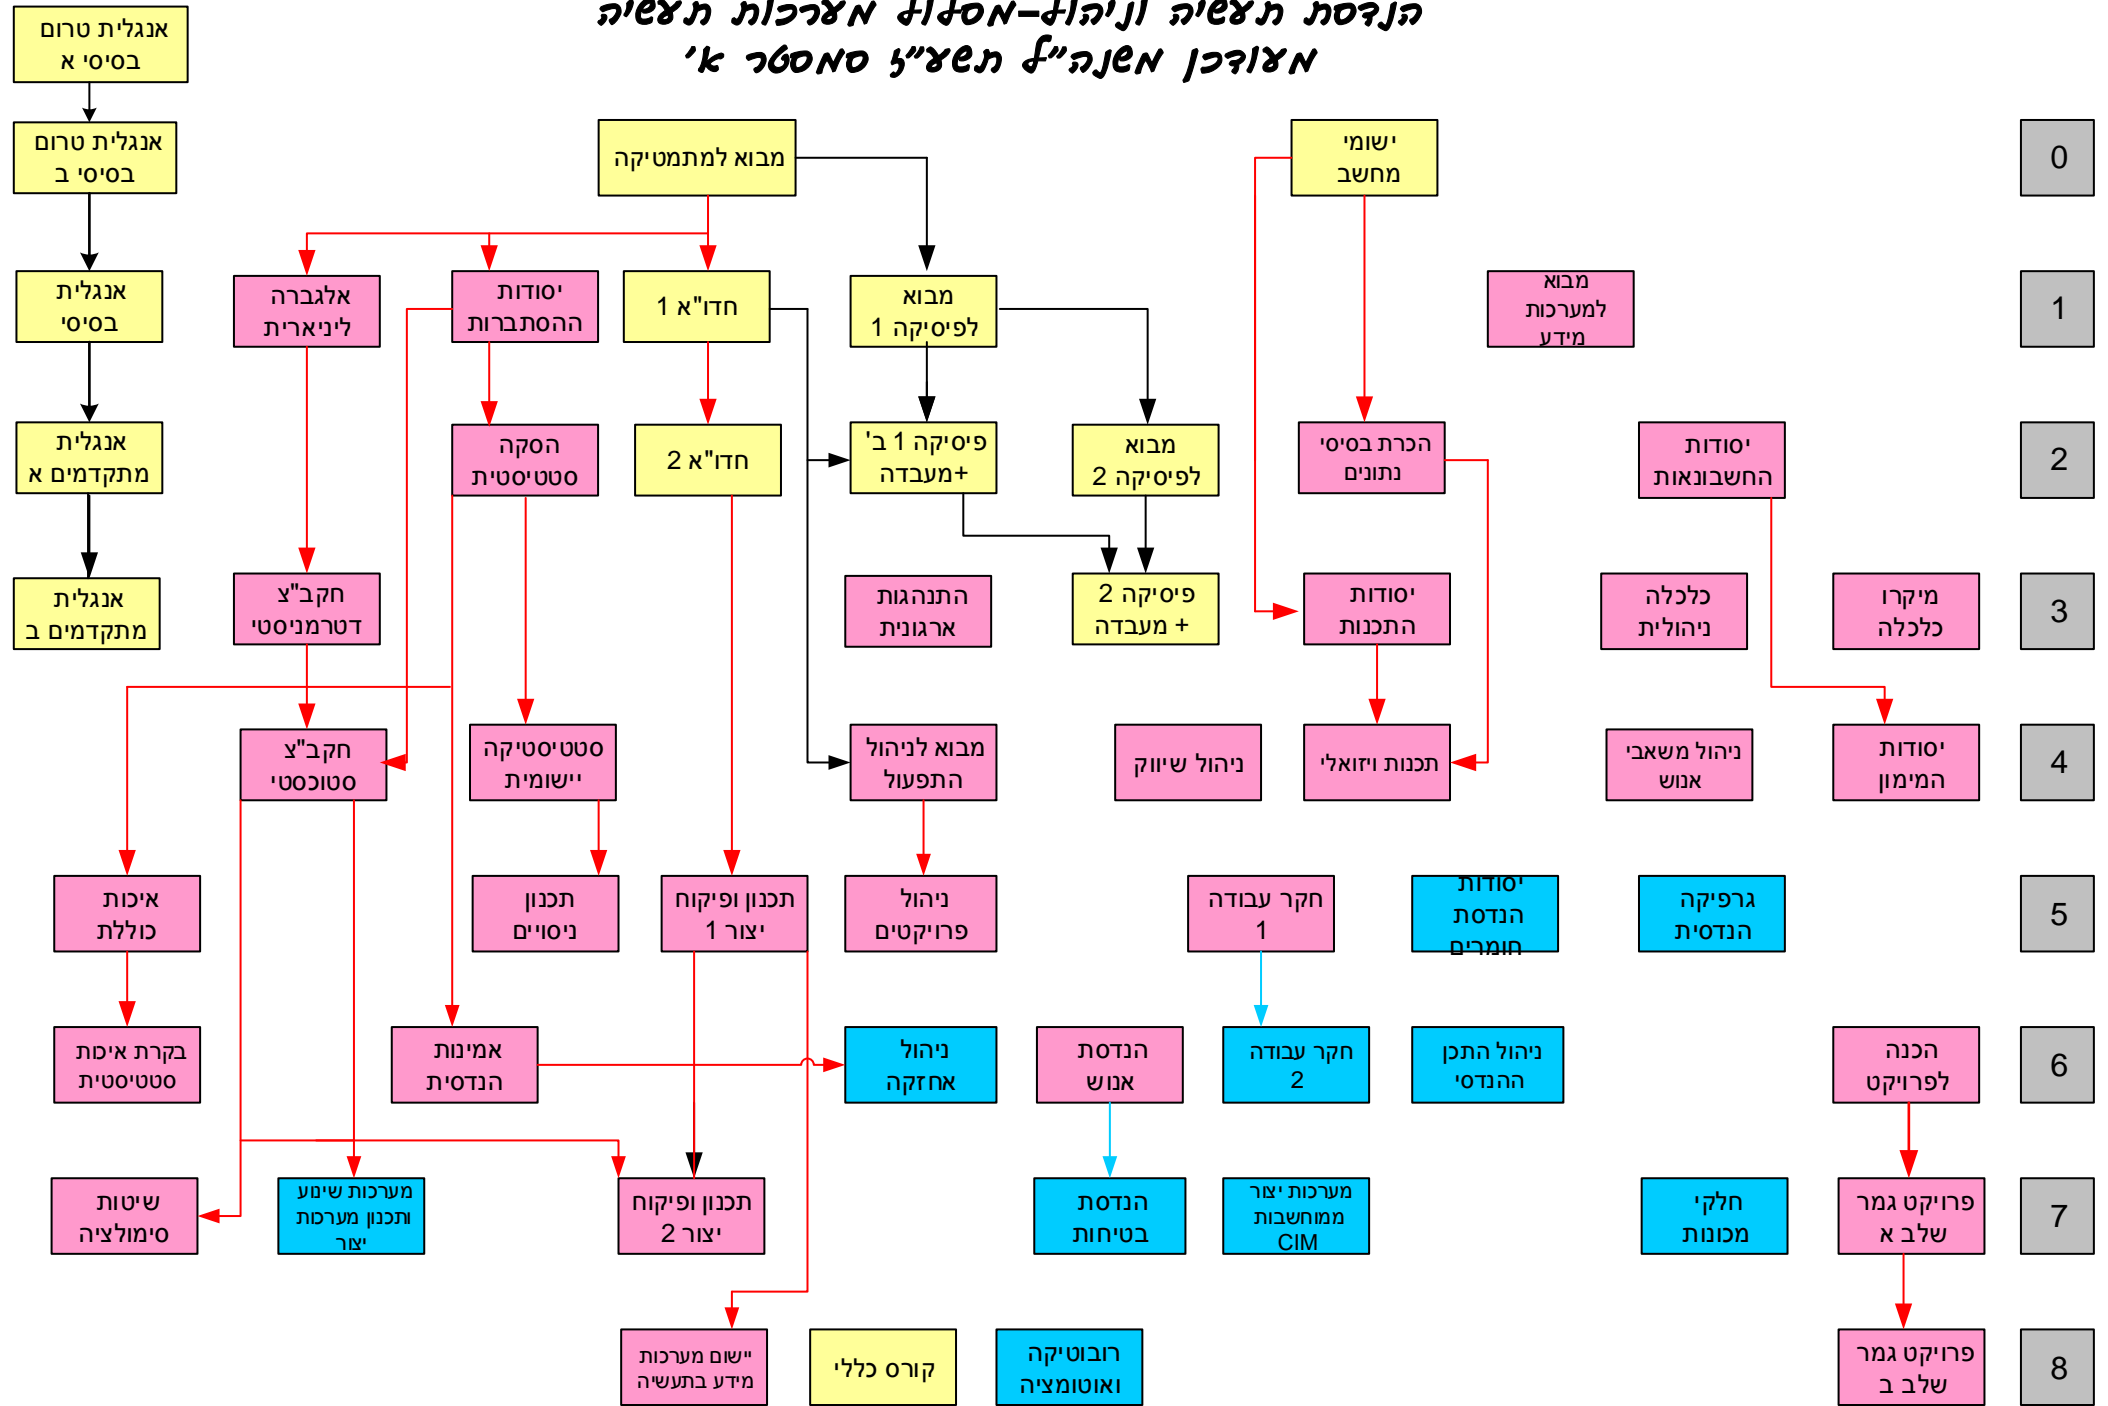 הנדסת תעשיה וניהול-מסלול מערכות תעשיה
מעודכן משנה"ל תשע"ז סמסטר א'
אנגלית טרום
בסיסי א
אנגלית טרום
בסיסי ב
מבוא למתמטיקה
ישומי
מחשב
0
אנגלית
בסיסי
אלגברה
ליניארית
יסודות
ההסתברות
חדו"א 1
מבוא
לפיסיקה 1
מבוא
למערכות
מידע
1
אנגלית
מתקדמים א
הסקה
סטטיסטית
חדו"א 2
פיסיקה 1 ב'
+מעבדה
מבוא
לפיסיקה 2
הכרת בסיסי
נתונים
יסודות
החשבונאות
2
אנגלית
מתקדמים ב
חקב"צ
דטרמניסטי
התנהגות
ארגונית
פיסיקה 2
+ מעבדה
יסודות
התכנות
כלכלה
ניהולית
מיקרו
כלכלה
3
חקב"צ
סטוכסטי
סטטיסטיקה
יישומית
מבוא לניהול
התפעול
ניהול שיווק
תכנות ויזואלי
ניהול משאבי
אנוש
יסודות
המימון
4
איכות
כוללת
תכנון
ניסויים
תכנון ופיקוח
יצור 1
ניהול
פרויקטים
חקר עבודה
1
יסודות
הנדסת
חומרים
גרפיקה
הנדסית
5
בקרת איכות
סטטיסטית
אמינות
הנדסית
ניהול
אחזקה
הנדסת
אנוש
חקר עבודה
2
ניהול התכן
ההנדסי
הכנה
לפרויקט
6
שיטות
סימולציה
מערכות שינוע
ותכנון מערכות
יצור
תכנון ופיקוח
יצור 2
הנדסת
בטיחות
מערכות יצור
ממוחשבות
CIM
חלקי
מכונות
פרויקט גמר
שלב א
7
יישום מערכות
מידע בתעשיה
קורס כללי
רובוטיקה
ואוטומציה
פרויקט גמר
שלב ב
8